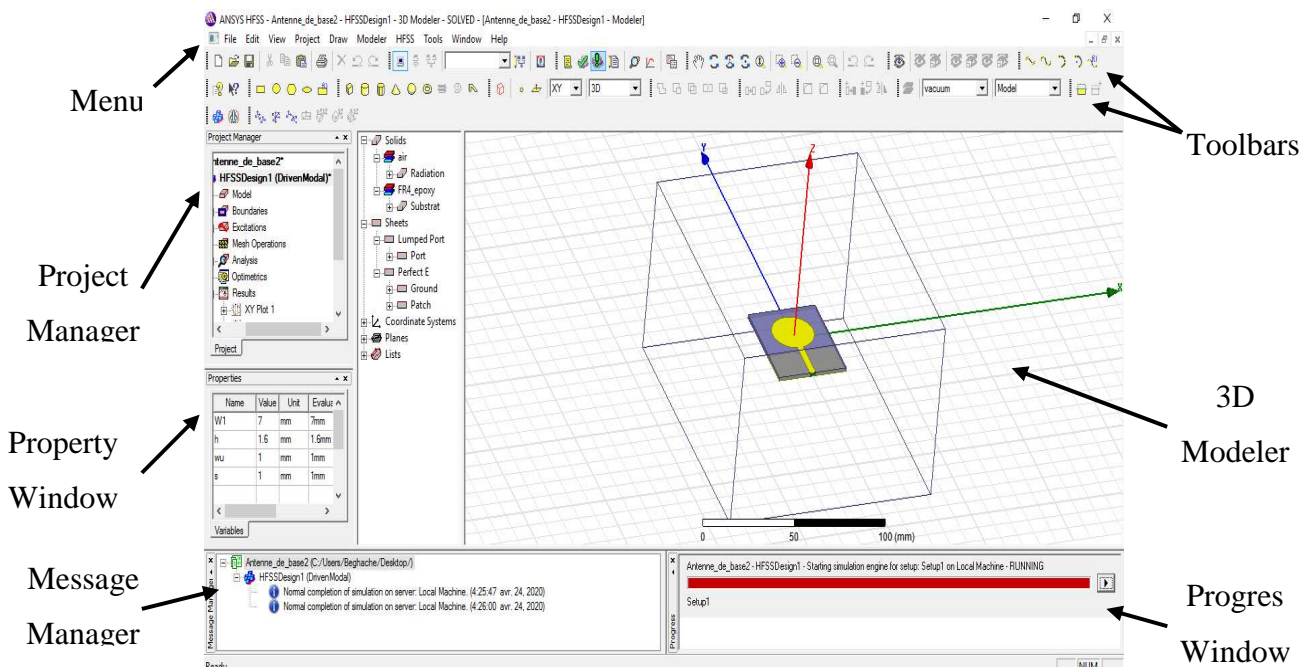 ANSYS HFSS - Antenne_de_base2 - HFSSDesign1 - 3D Modeler - SOLVED - [Antenne_de_base2 - HFSSDesign1 - Modeler]
File Edit View Project Draw Modeler HFSS Tools Window Help
XY 3D vacuum Model
Menu
Toolbars
Project Manager
ntenne_de_base2*
HFSSDesign1 (DrivenModal)*
Model
Boundaries
Excitations
Mesh Operations
Analysis
Optimetrics
Results
XY Plot 1
Project
Solids
air
Radiation
FR4_epoxy
Substrat
Sheets
Lumped Port
Port
Perfect E
Ground
Patch
Coordinate Systems
Planes
Lists
Y
Z
X
0 50 100 (mm)
Project
Manager
Properties
Name Value Unit Evalua
W1 7 mm 7mm
h 1.6 mm 1.6mm
wu 1 mm 1mm
s 1 mm 1mm
Variables
Property
Window
3D
Modeler
Message Manager
Antenne_de_base2 (C:/Users/Beghache/Desktop/)
HFSSDesign1 (DrivenModal)
Normal completion of simulation on server: Local Machine. (4:25:47 avr. 24, 2020)
Normal completion of simulation on server: Local Machine. (4:26:00 avr. 24, 2020)
Message
Manager
Progress
Antenne_de_base2 - HFSSDesign1 - Starting simulation engine for setup: Setup1 on Local Machine - RUNNING
Setup1
Progres
Window
Ready
NUM